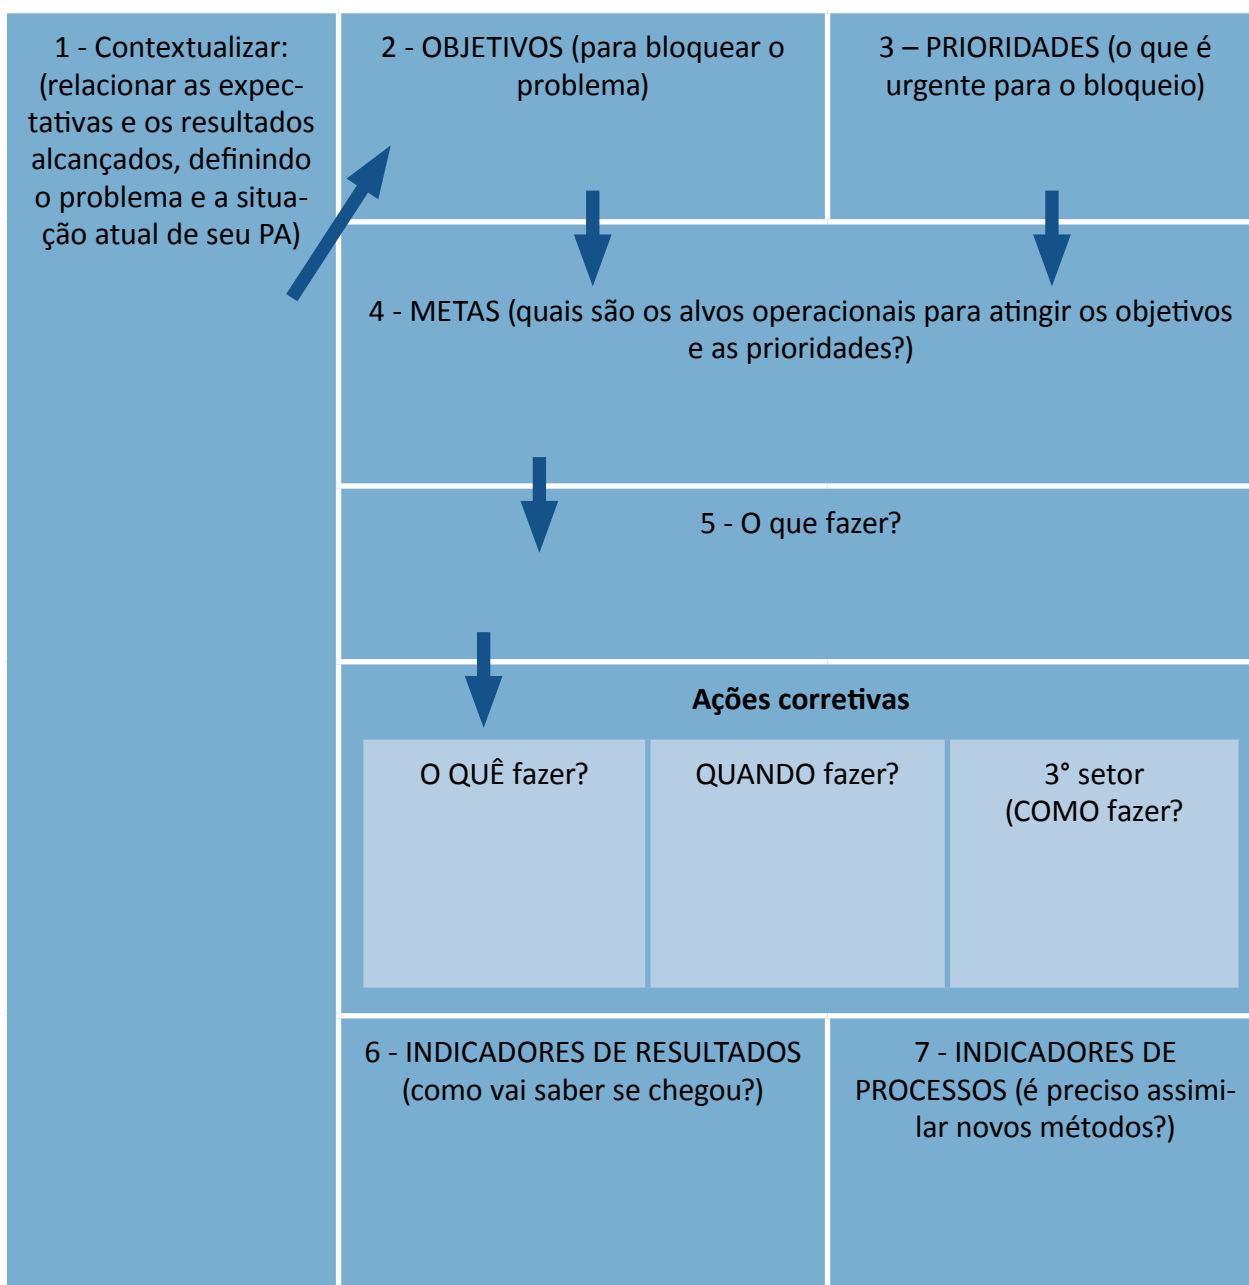 1 - Contextualizar:
(relacionar as expec-
tativas e os resultados
alcançados, definindo
o problema e a situa-
ção atual de seu PA)
2 - OBJETIVOS (para bloquear o
problema)
3 – PRIORIDADES (o que é
urgente para o bloqueio)
4 - METAS (quais são os alvos operacionais para atingir os objetivos
e as prioridades?)
5 - O que fazer?
Ações corretivas
O QUÊ fazer?
QUANDO fazer?
3° setor
(COMO fazer?
6 - INDICADORES DE RESULTADOS
(como vai saber se chegou?)
7 - INDICADORES DE
PROCESSOS (é preciso assimi-
lar novos métodos?)